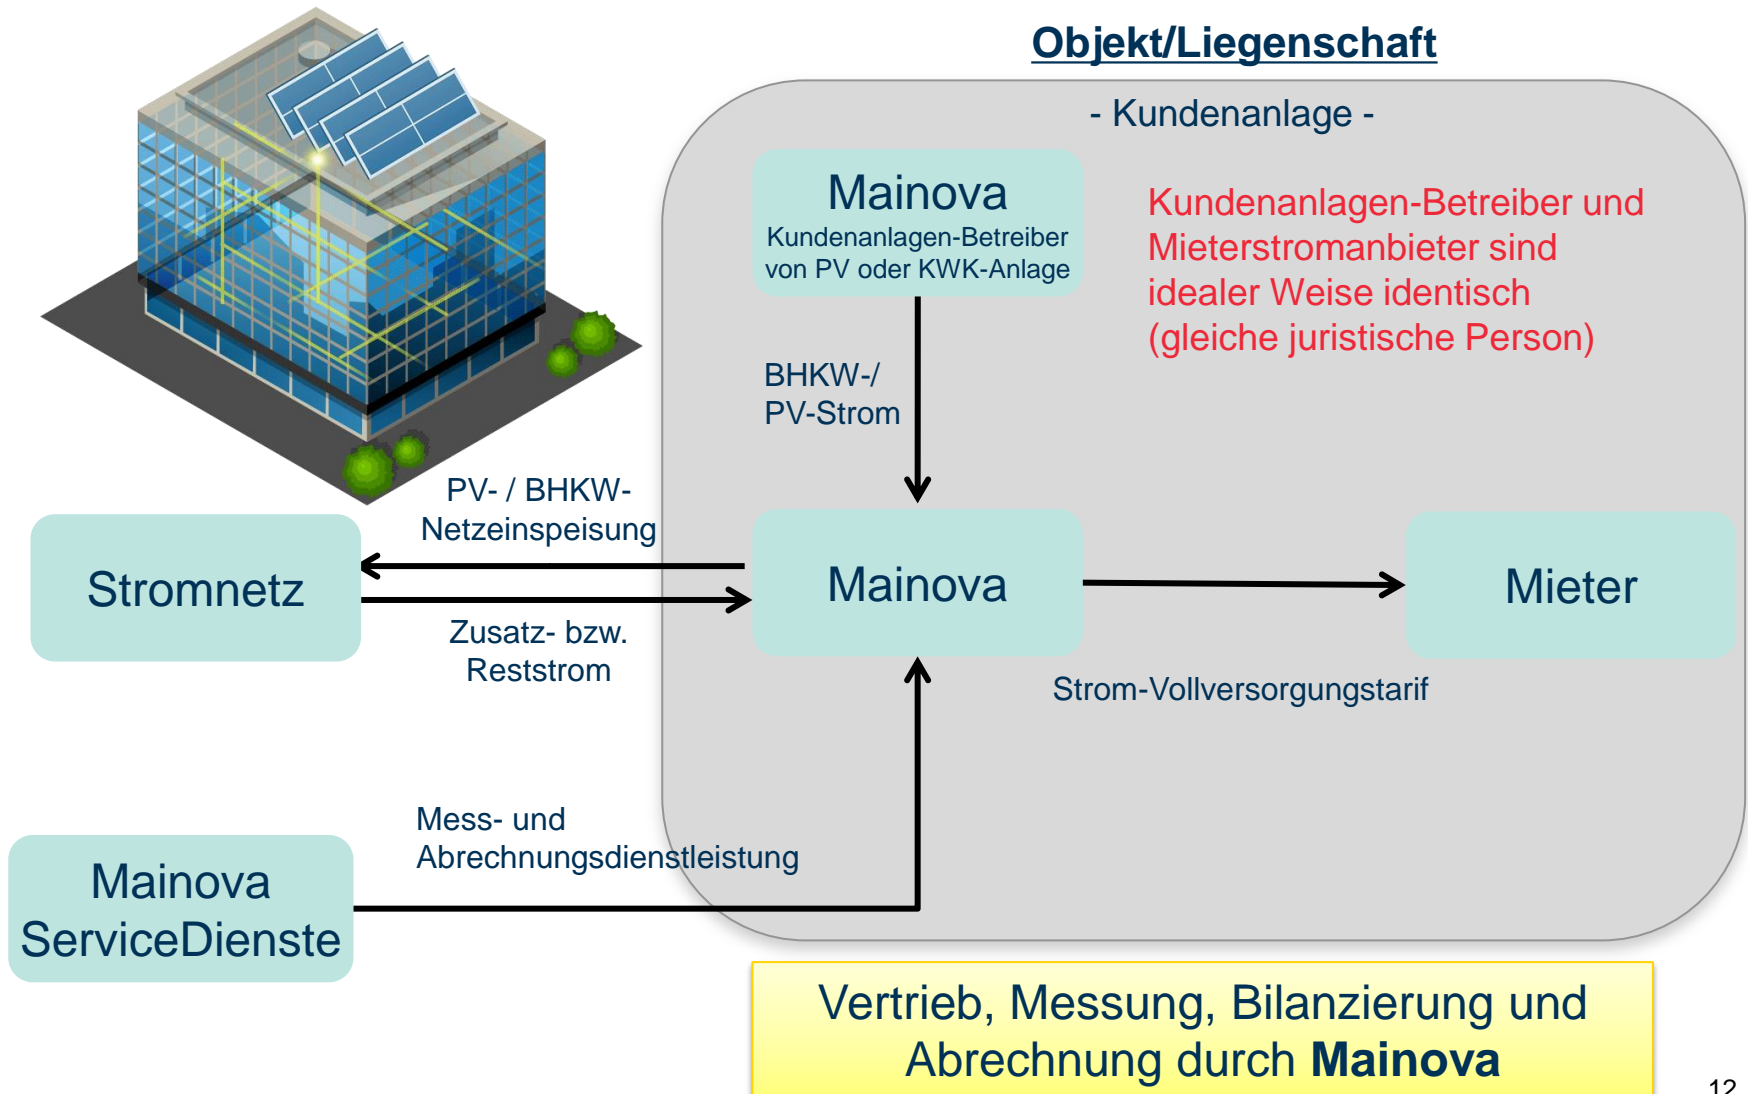 Objekt/Liegenschaft
- Kundenanlage -
Mainova
Kundenanlagen-Betreiber
von PV oder KWK-Anlage
Kundenanlagen-Betreiber und
Mieterstromanbieter sind
idealer Weise identisch
(gleiche juristische Person)
BHKW-/
PV-Strom
PV- / BHKW-
Netzeinspeisung
Stromnetz
Mainova
Mieter
Zusatz- bzw.
Reststrom
Strom-Vollversorgungstarif
Mess- und
Abrechnungsdienstleistung
Mainova
ServiceDienste
Vertrieb, Messung, Bilanzierung und
Abrechnung durch Mainova
12